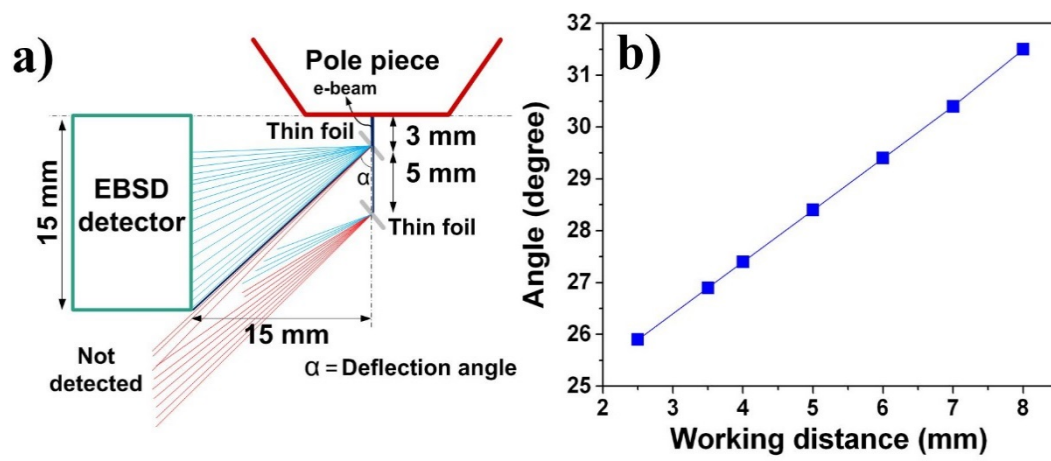 a)
Pole piece
e-beam
Thin foil
3 mm
5 mm
α
EBSD
detector
15 mm
Thin foil
15 mm
Not
detected
α = Deflection angle
b)
32
31
30
29
28
27
26
25
Angle (degree)
2 3 4 5 6 7 8
Working distance (mm)